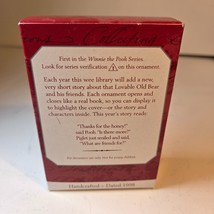 First in the Winnie the Pooh Series.
Look for series verification 1 on this ornament.
Each year this wee library will add a new,
very short story about that Lovable Old Bear
and his friends. Each ornament opens and
closes like a real book, so you can display it
to highlight the cover—or the story and
characters inside. This year's story reads:
"Thanks for the honey!"
said Pooh. "Is there more?"
Piglet just smiled and said,
"What are friends for?"
Handcrafted – Dated 1998